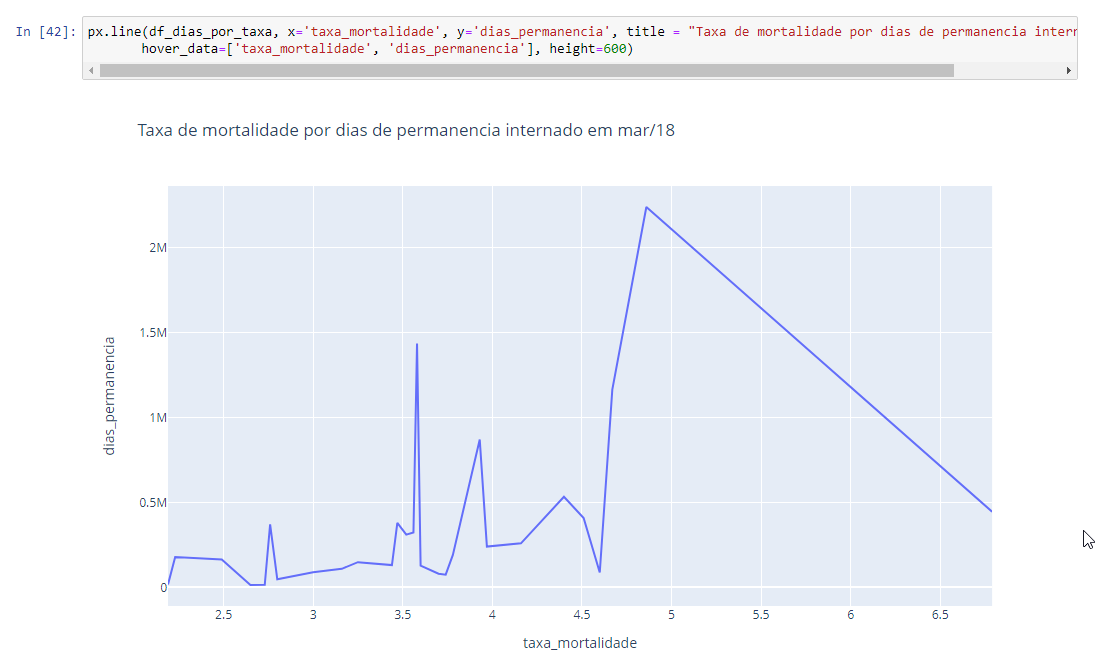 In [42]: px.line(df_dias_por_taxa, x='taxa_mortalidade', y='dias_permanencia', title = "Taxa de mortalidade por dias de permanencia intern
hover_data=['taxa_mortalidade', 'dias_permanencia'], height=600)
Taxa de mortalidade por dias de permanencia internado em mar/18
dias_permanencia
2M
1.5M
1M
0.5M
0
2.5 3 3.5 4 4.5 5 5.5 6 6.5
taxa_mortalidade